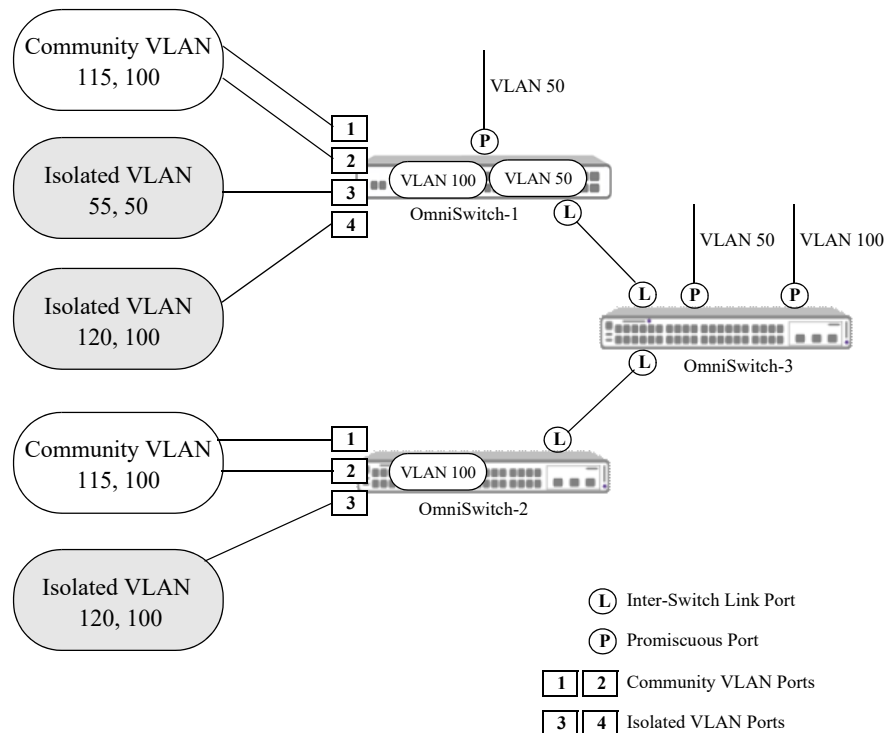 Community VLAN
115, 100
VLAN 50
1
P
2
Isolated VLAN
55, 50
3
VLAN 100
VLAN 50
4
OmniSwitch-1
L
VLAN 50
VLAN 100
Isolated VLAN
120, 100
L
P
P
L
OmniSwitch-3
Community VLAN
115, 100
1
L
2
VLAN 100
3
OmniSwitch-2
Isolated VLAN
120, 100
L Inter-Switch Link Port
P Promiscuous Port
1 2 Community VLAN Ports
3 4 Isolated VLAN Ports